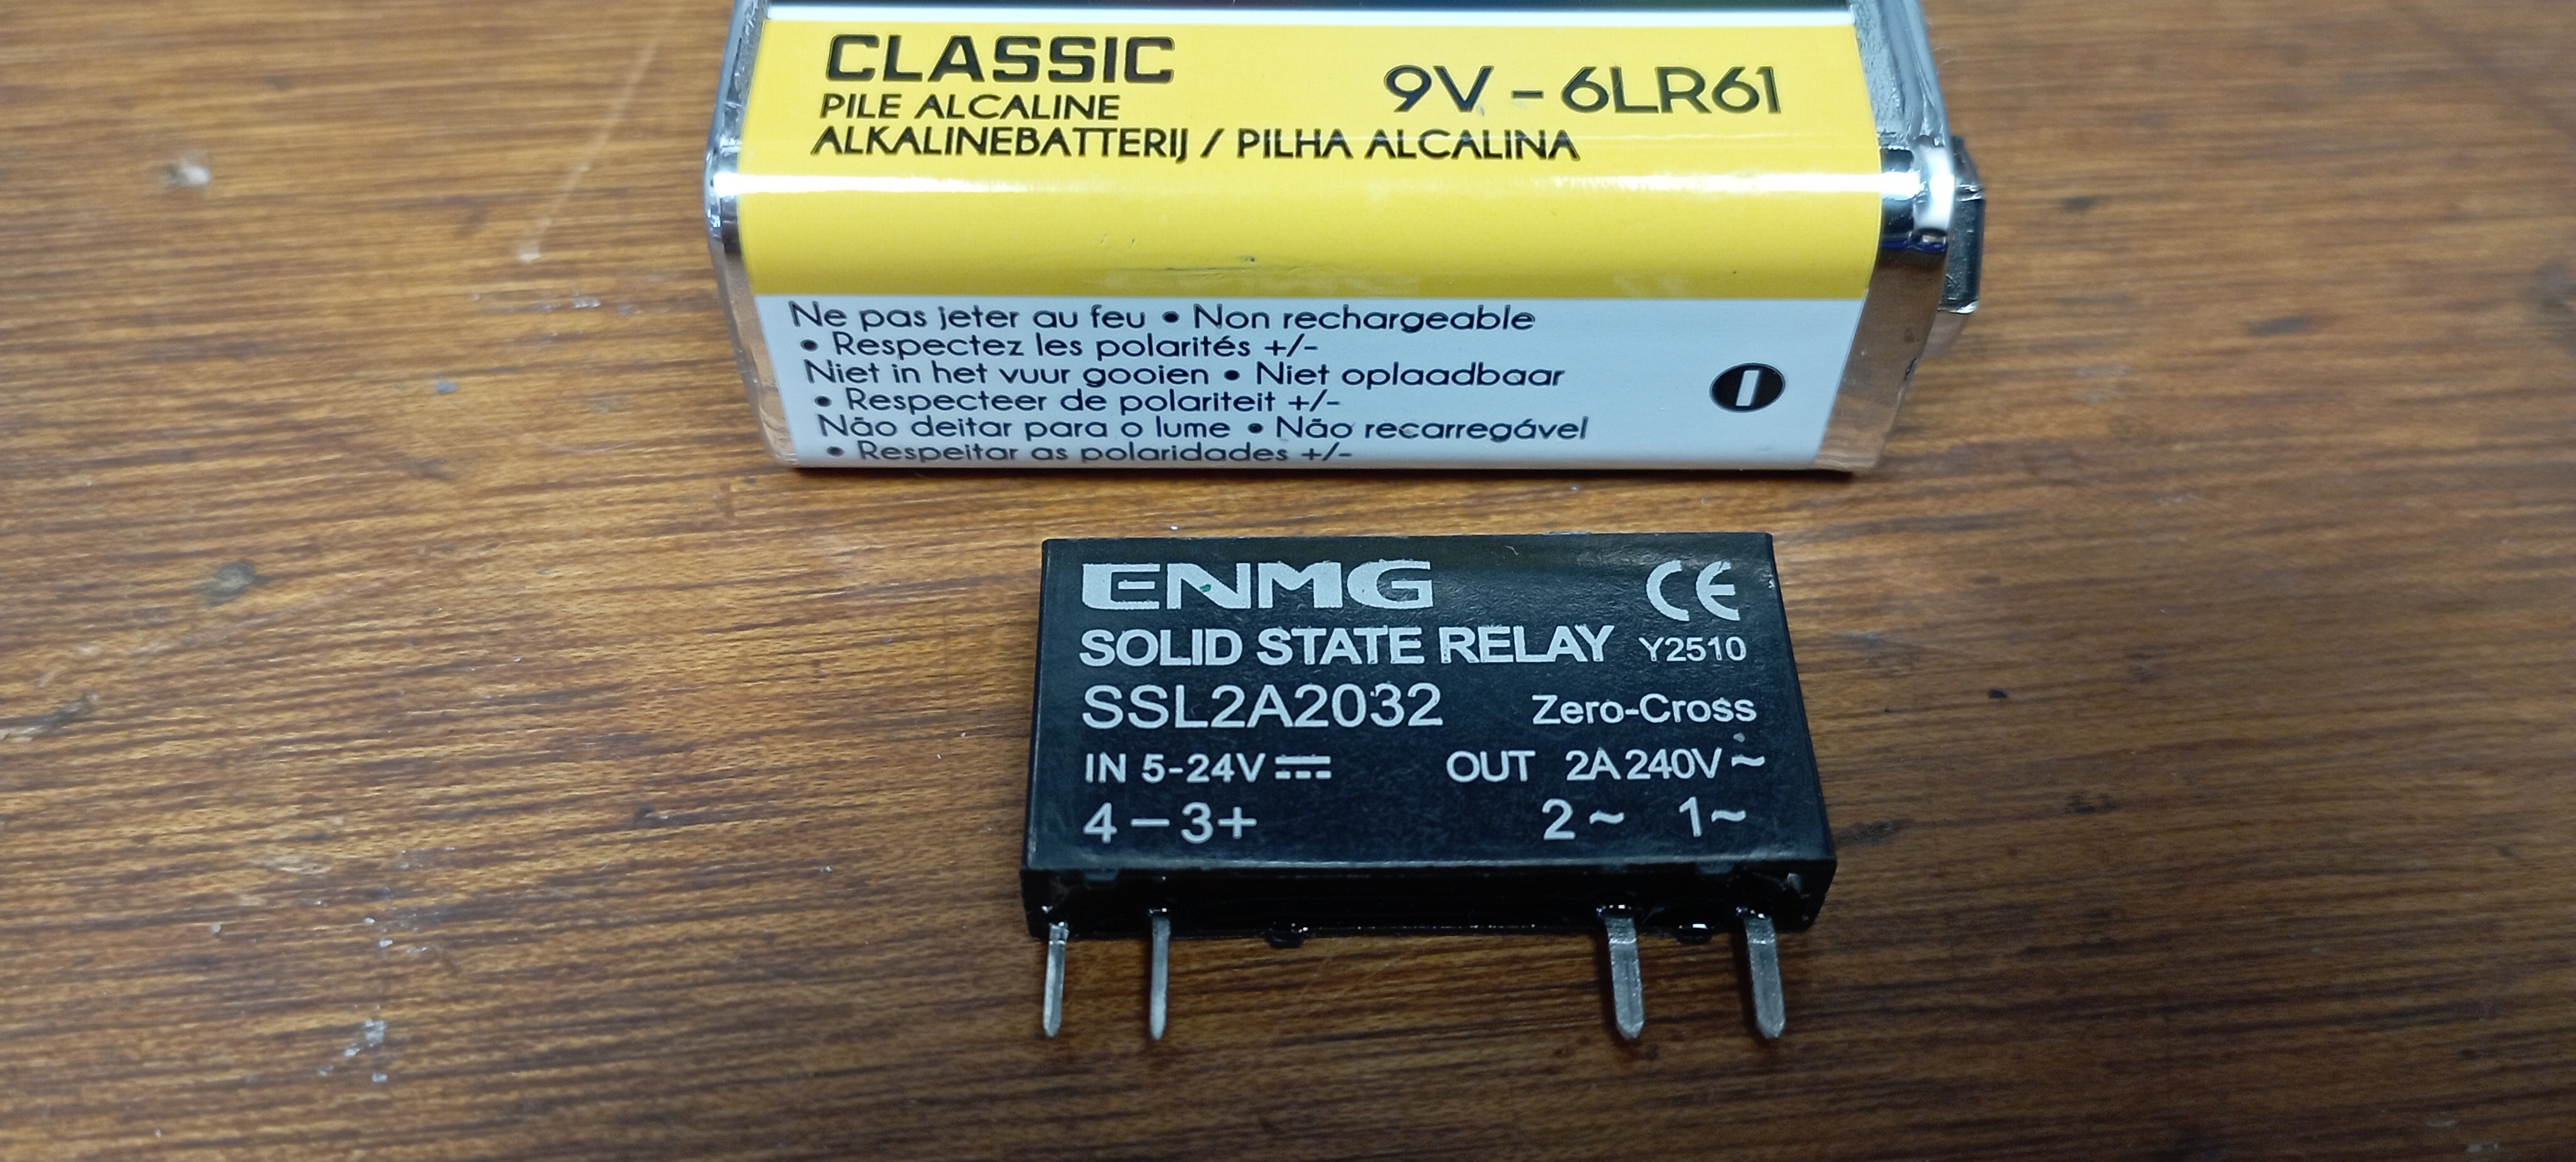 CLASSIC
9V - 6LR61
PILE ALCALINE
ALKALINEBATTERIJ / PILHA ALCALINA
Ne pas jeter au feu • Non rechargeable
• Respectez les polarités +/-
Niet in het vuur gooien • Niet oplaadbaar
• Respecteer de polariteit +/-
Não deitar para o lume • Não recarregável
• Respeitar as polaridades +/-
ENMG
CE
SOLID STATE RELAY Y2510
SSL2A2032 Zero-Cross
IN 5-24V⎓ OUT 2A 240V~
4 − 3+ 2 ~ 1~